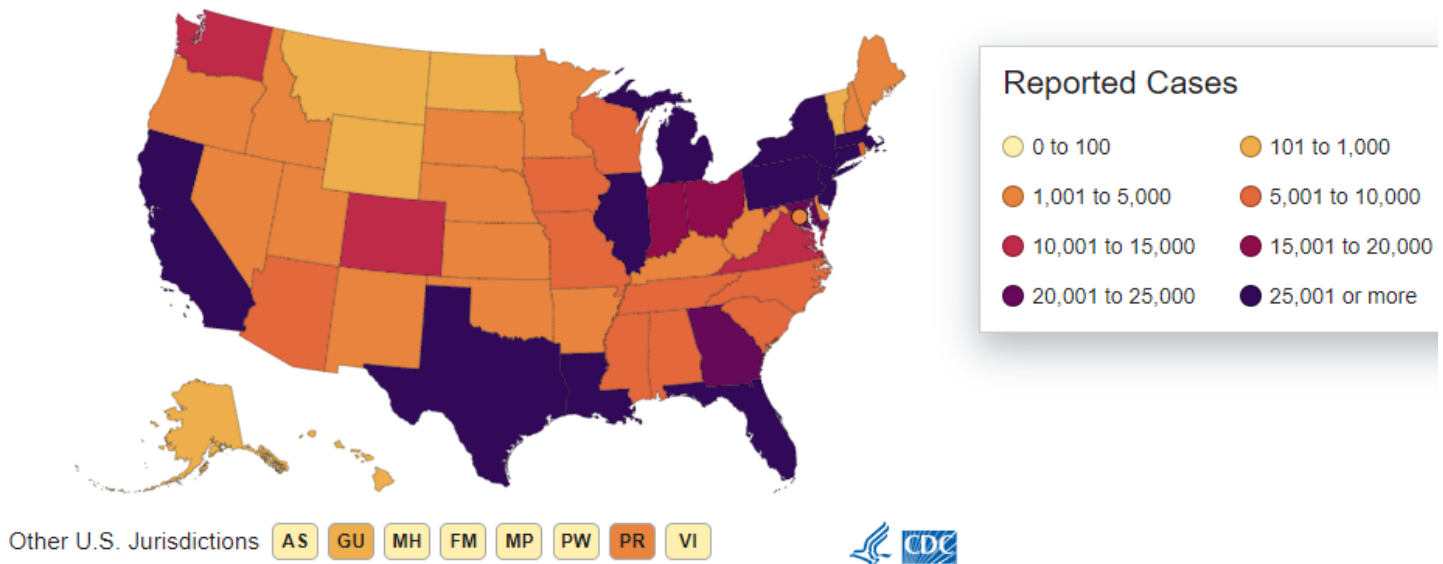 Reported Cases
0 to 100
101 to 1,000
1,001 to 5,000
5,001 to 10,000
10,001 to 15,000
15,001 to 20,000
20,001 to 25,000
25,001 or more
Other U.S. Jurisdictions AS GU MH FM MP PW PR VI
CDC